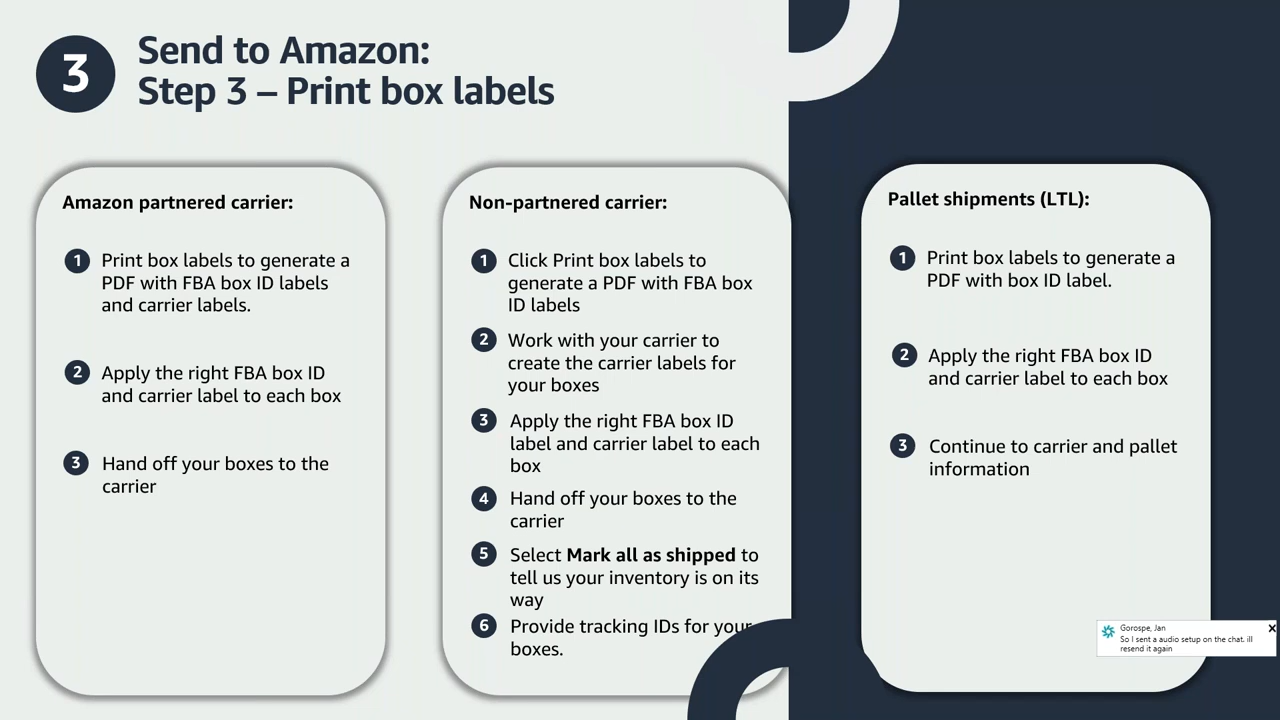 3
Send to Amazon:
Step 3 – Print box labels
Amazon partnered carrier:
1 Print box labels to generate a
PDF with FBA box ID labels
and carrier labels.
2 Apply the right FBA box ID
and carrier label to each box
3 Hand off your boxes to the
carrier
Non-partnered carrier:
1 Click Print box labels to
generate a PDF with FBA box
ID labels
2 Work with your carrier to
create the carrier labels for
your boxes
3 Apply the right FBA box ID
label and carrier label to each
box
4 Hand off your boxes to the
carrier
5 Select Mark all as shipped to
tell us your inventory is on its
way
6 Provide tracking IDs for your
boxes.
Pallet shipments (LTL):
1 Print box labels to generate a
PDF with box ID label.
2 Apply the right FBA box ID
and carrier label to each box
3 Continue to carrier and pallet
information
Gorospe, Jan
So I sent a audio setup on the chat. ill
resend it again